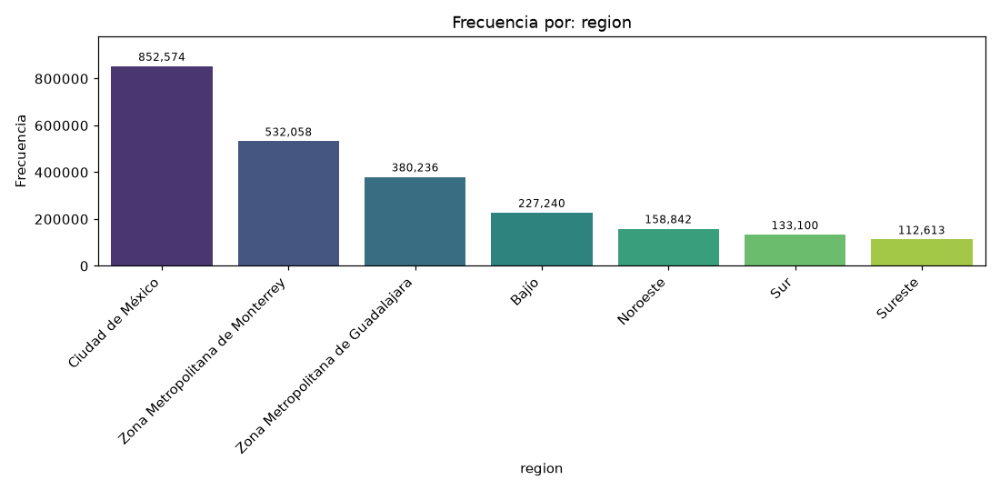 Frecuencia por: region
Frecuencia
800000
600000
400000
200000
0
852,574
532,058
380,236
227,240
158,842
133,100
112,613
Ciudad de México
Zona Metropolitana de Monterrey
Zona Metropolitana de Guadalajara
Bajío
Noroeste
Sur
Sureste
region